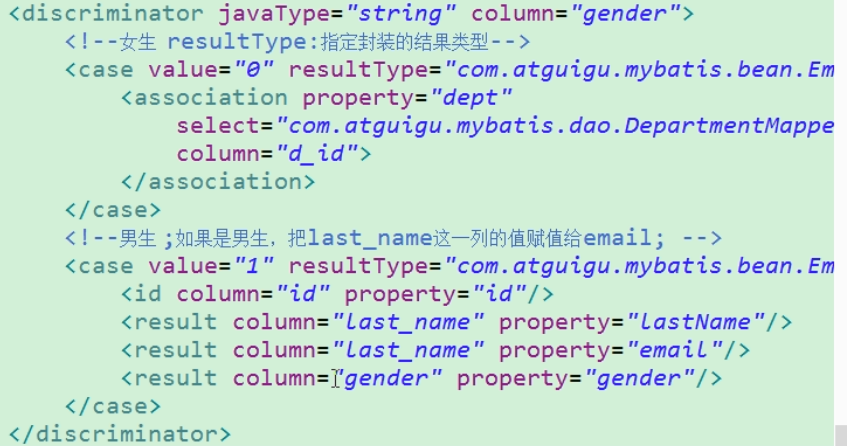 <discriminator javaType="string" column="gender">
<!--女生 resultType:指定封装的结果类型-->
<case value="0" resultType="com.atguigu.mybatis.bean.Em
<association property="dept"
select="com.atguigu.mybatis.dao.DepartmentMappe
column="d_id">
</association>
</case>
<!--男生 ;如果是男生，把last_name这一列的值赋值给email; -->
<case value="1" resultType="com.atguigu.mybatis.bean.Em
<id column="id" property="id"/>
<result column="last_name" property="lastName"/>
<result column="last_name" property="email"/>
<result column="gender" property="gender"/>
</case>
</discriminator>